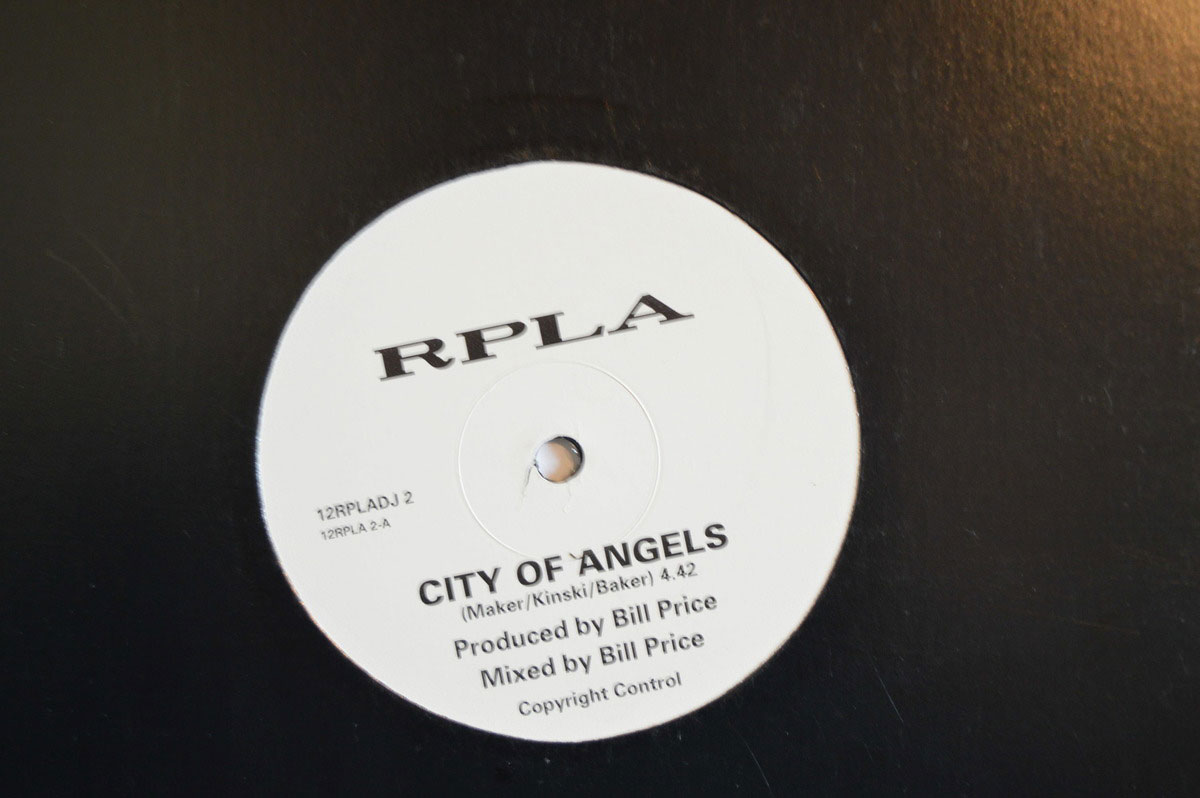 RPLA
12RPLADJ 2
12RPLA 2-A
CITY OF ANGELS
(Maker/Kinski/Baker) 4.42
Produced by Bill Price
Mixed by Bill Price
Copyright Control